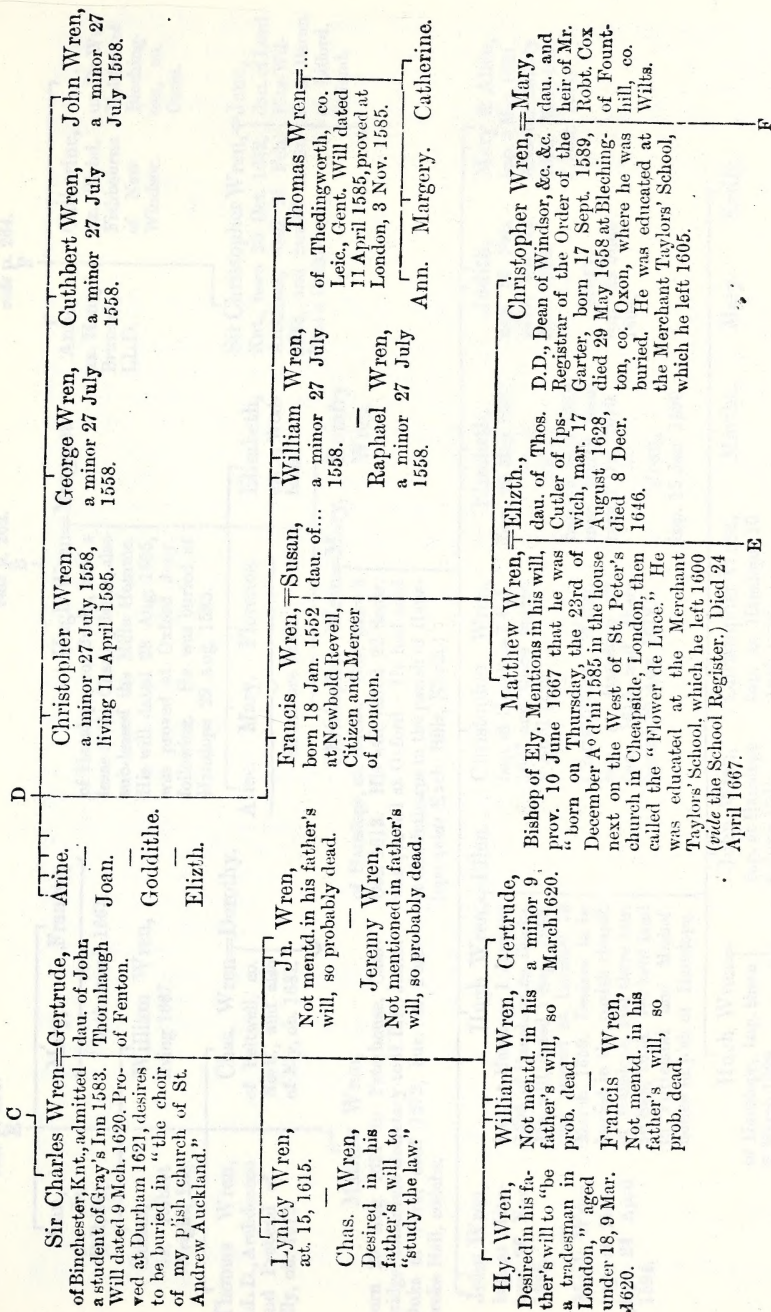 C
Sir Charles Wren=Gertrude,
of Binchester, Knt., admitted
a student of Gray's Inn 1583.
Will dated 9 Mch. 1620. Pro-
ved at Durham 1621, desires
to be buried in "the choir
of my p'ish church of St.
Andrew Auckland."
dau. of John
Thornhaugh
of Fenton.
Lynley Wren,
æt. 15, 1615.
—
Chas. Wren,
Desired in his
father's will to
"study the law."
Jn. Wren,
Not mentd. in his father's
will, so probably dead.
—
Jeremy Wren,
Not mentioned in father's
will, so probably dead.
Hy. Wren,
Desired in his fa-
ther's will to "be
a tradesman in
London," aged
under 18, 9 Mar.
1620.
William Wren,
Not mentd. in his
father's will, so
prob. dead.
—
Francis Wren,
Not mentd. in his
father's will, so
prob. dead.
Gertrude,
a minor 9
March 1620.
D
Arine.
—
Joan.
—
Goddithe.
—
Elizth.
Christopher Wren,
a minor 27 July 1558,
living 11 April 1585.
George Wren,
a minor 27 July
1558.
Cuthbert Wren,
a minor 27 July
1558.
John Wren,
a minor 27
July 1558.
Francis Wren,=Susan,
born 18 Jan. 1552
at Newbold Revell,
Citizen and Mercer
of London.
dau. of...
William Wren,
a minor 27 July
1558.
—
Raphael Wren,
a minor 27 July
1558.
Thomas Wren=...
of Thedingworth, co.
Leic., Gent. Will dated
11 April 1585, proved at
London, 3 Nov. 1585.
Ann. Margery. Catherine.
Matthew Wren,=Elizth.,
Bishop of Ely. Mentions in his will,
prov. 10 June 1667 that he was
"born on Thursday, the 23rd of
December Aº d'ni 1585 in the house
next on the West of St. Peter's
church in Cheapside, London, then
called the "Flower de Luce." He
was educated at the Merchant
Taylors' School, which he left 1600
(vide the School Register.) Died 24
April 1667.
dau. of Thos.
Cutler of Ips-
wich, mar. 17
August 1628,
died 8 Decr.
1646.
E
Christopher Wren,=Mary,
D.D., Dean of Windsor, &c. &c.
Registrar of the Order of the
Garter, born 17 Sept. 1589,
died 29 May 1658 at Bleching-
ton, co. Oxon, where he was
buried. He was educated at
the Merchant Taylors' School,
which he left 1605.
dau. and
heir of Mr.
Robt. Cox
of Fount-
hill, co.
Wilts.
F